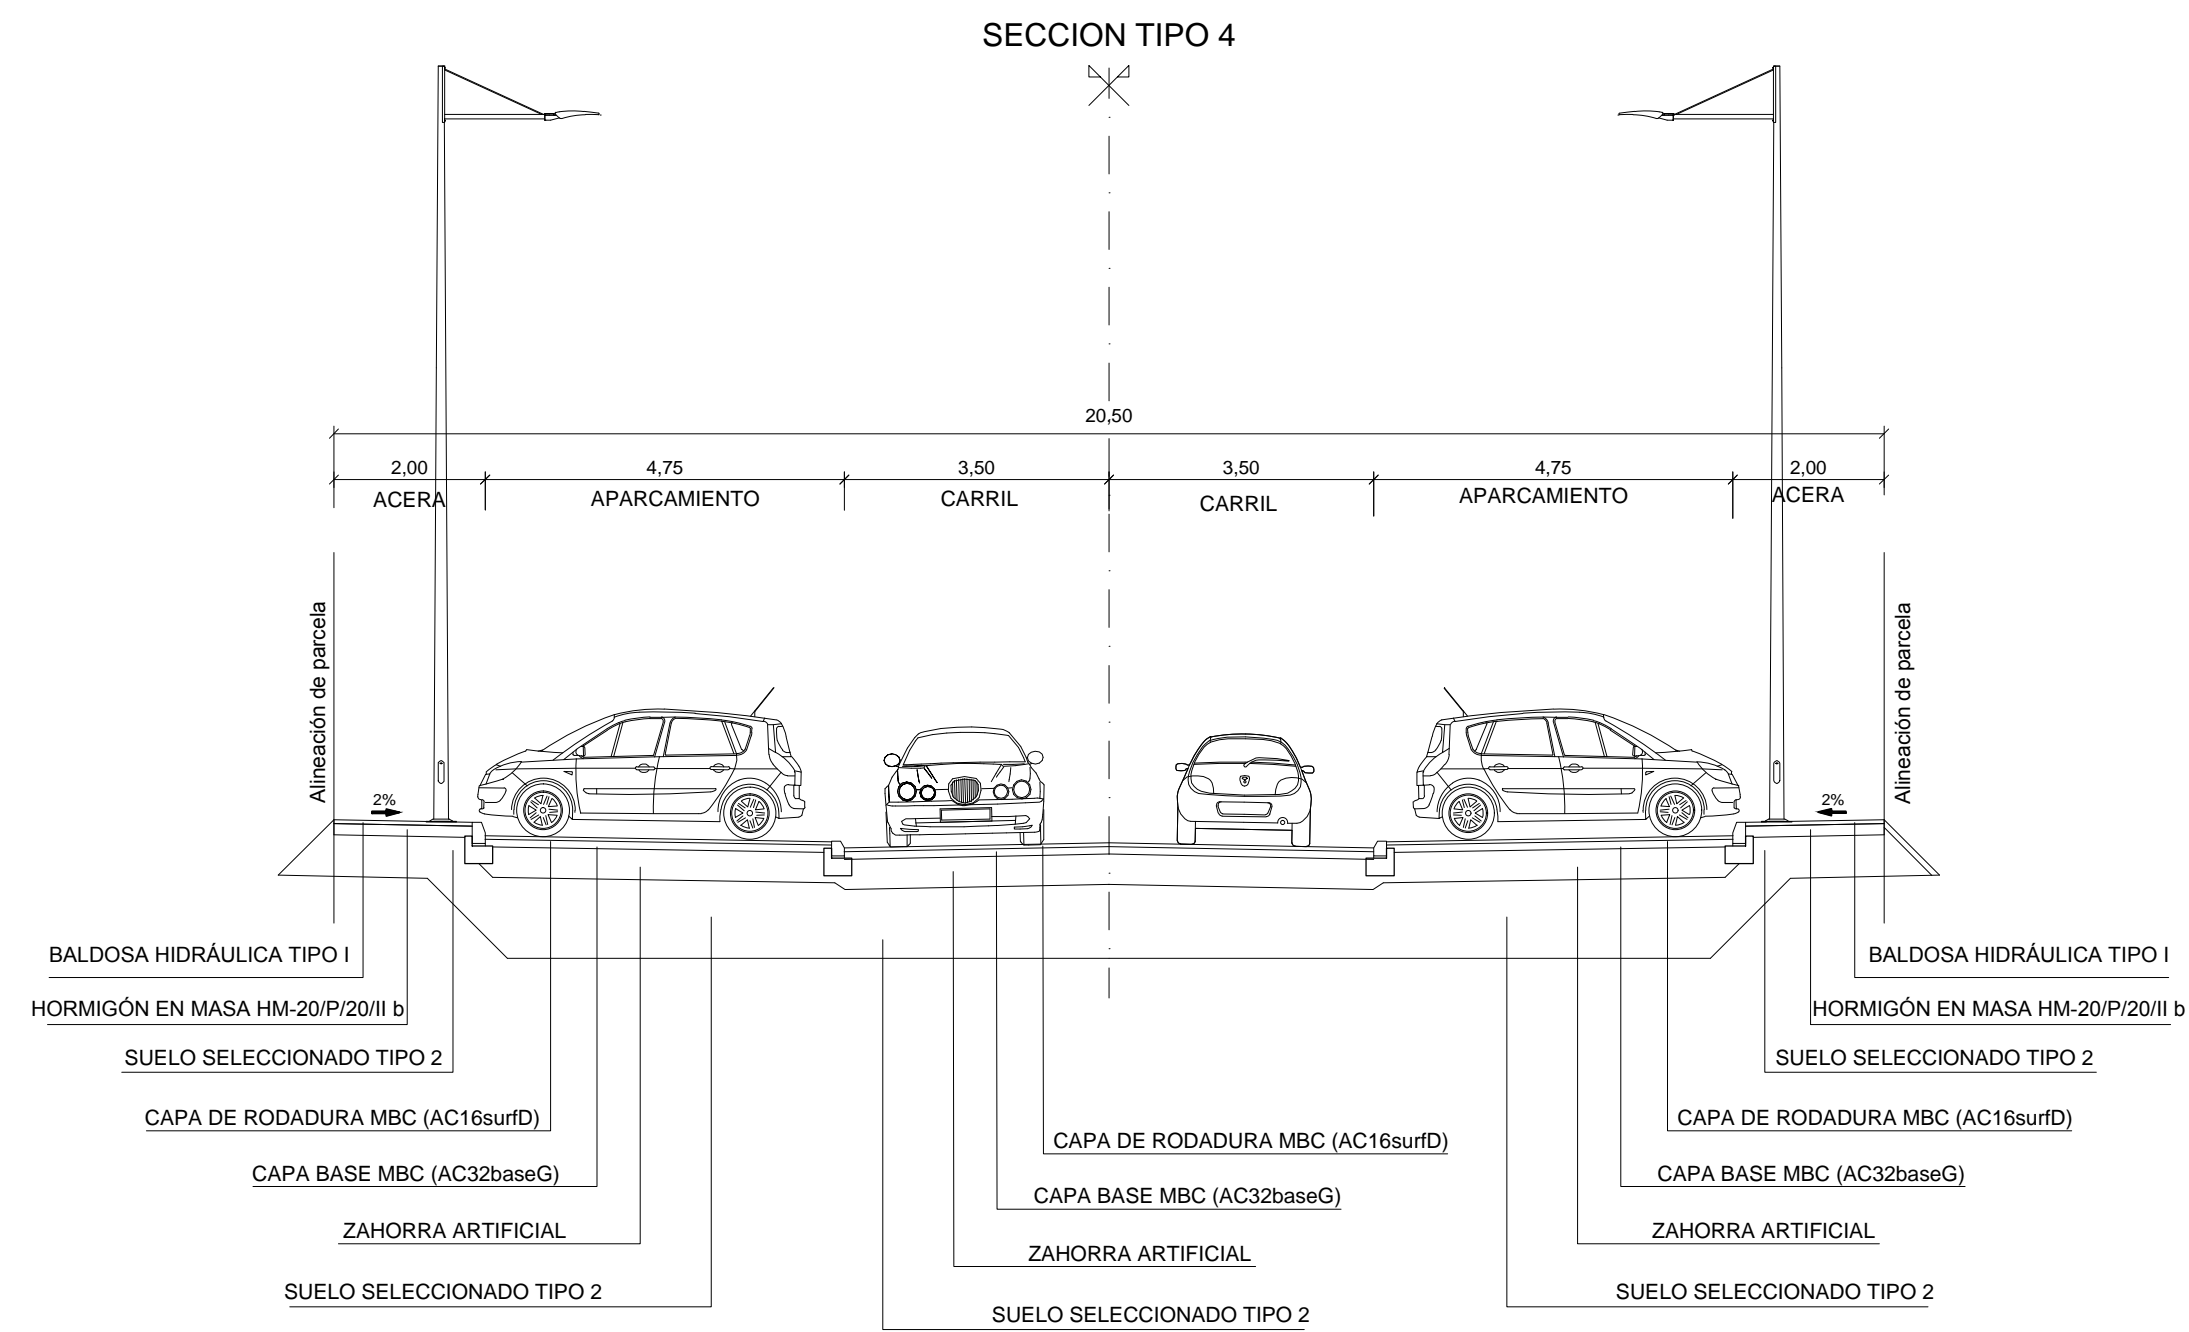 SECCION TIPO 4
20,50
2,00
4,75
3,50
3,50
4,75
2,00
ACERA
APARCAMIENTO
CARRIL
CARRIL
APARCAMIENTO
ACERA
Alineación de parcela
Alineación de parcela
2%
2%
BALDOSA HIDRÁULICA TIPO I
HORMIGÓN EN MASA HM-20/P/20/II b
SUELO SELECCIONADO TIPO 2
CAPA DE RODADURA MBC (AC16surfD)
CAPA BASE MBC (AC32baseG)
ZAHORRA ARTIFICIAL
SUELO SELECCIONADO TIPO 2
CAPA DE RODADURA MBC (AC16surfD)
CAPA BASE MBC (AC32baseG)
ZAHORRA ARTIFICIAL
SUELO SELECCIONADO TIPO 2
BALDOSA HIDRÁULICA TIPO I
HORMIGÓN EN MASA HM-20/P/20/II b
SUELO SELECCIONADO TIPO 2
CAPA DE RODADURA MBC (AC16surfD)
CAPA BASE MBC (AC32baseG)
ZAHORRA ARTIFICIAL
SUELO SELECCIONADO TIPO 2